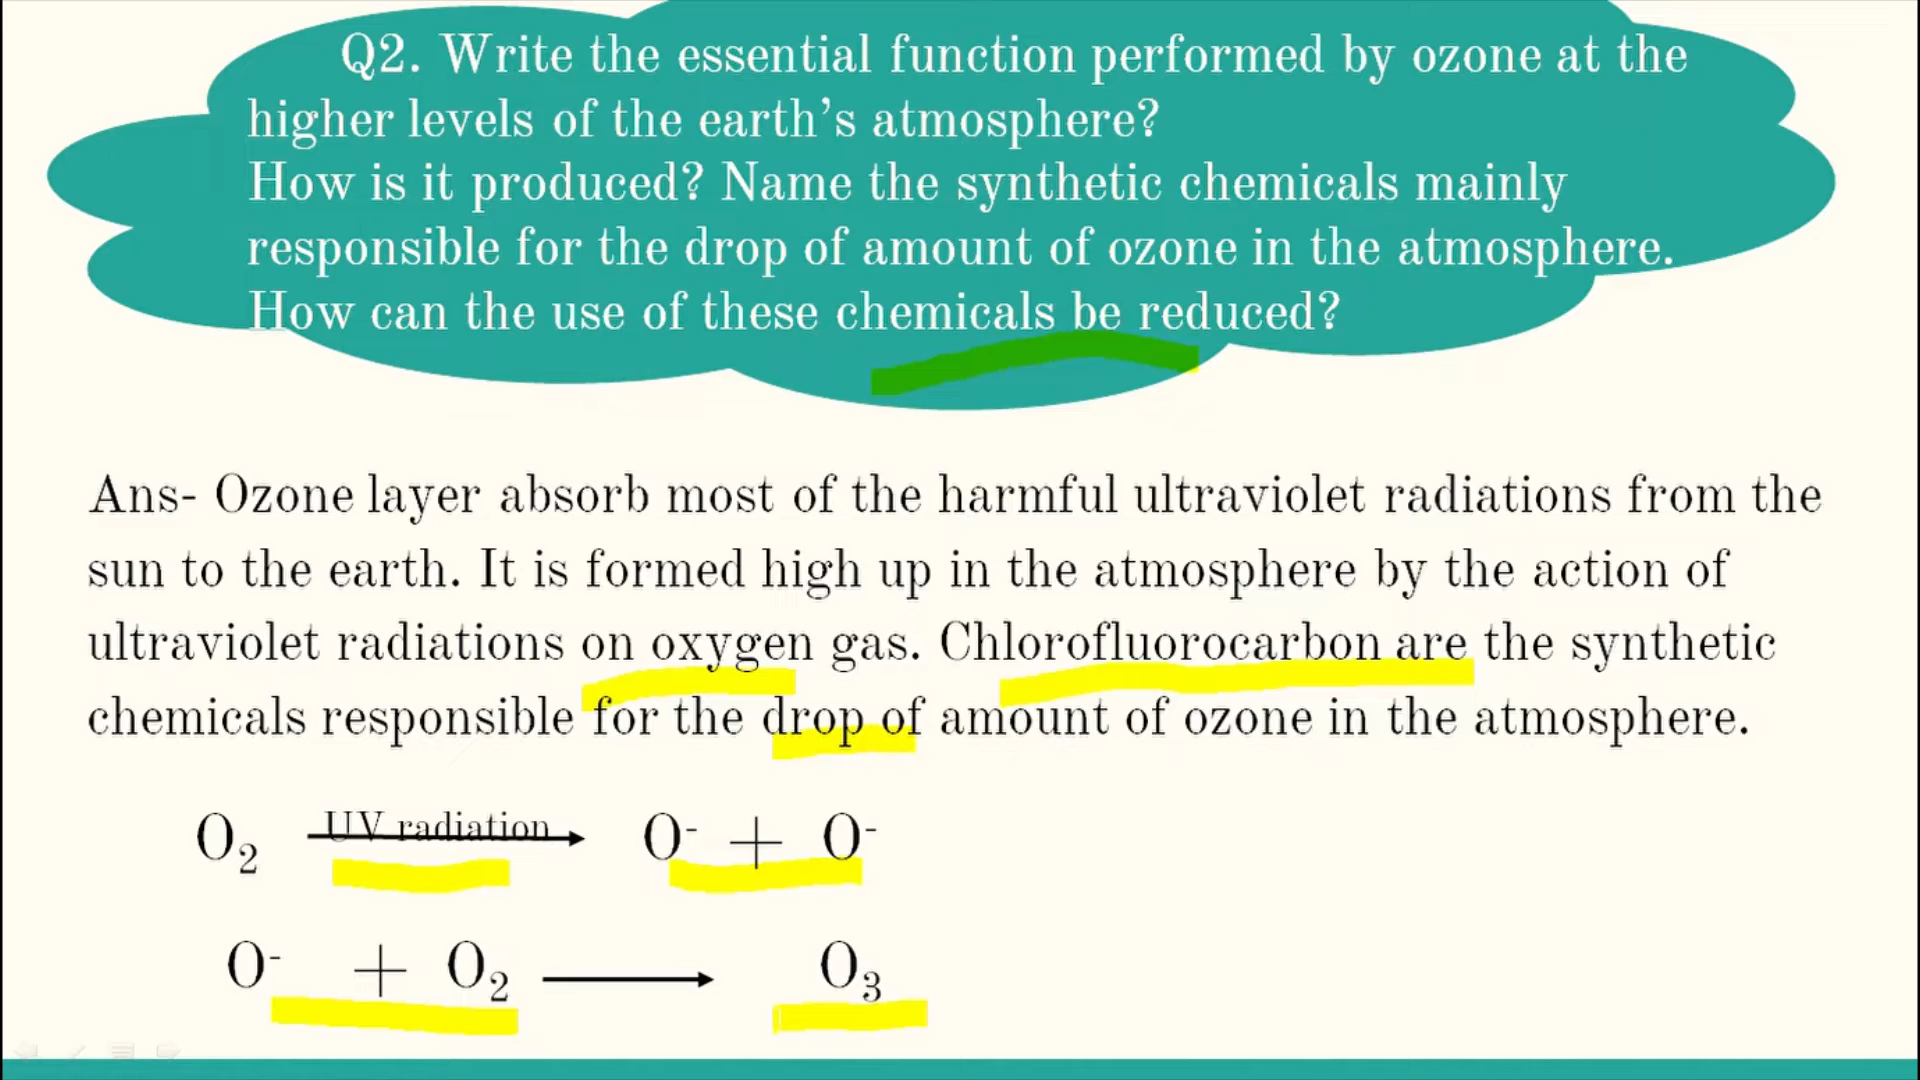 Q2. Write the essential function performed by ozone at the
higher levels of the earth’s atmosphere?
How is it produced? Name the synthetic chemicals mainly
responsible for the drop of amount of ozone in the atmosphere.
How can the use of these chemicals be reduced?
Ans- Ozone layer absorb most of the harmful ultraviolet radiations from the
sun to the earth. It is formed high up in the atmosphere by the action of
ultraviolet radiations on oxygen gas. Chlorofluorocarbon are the synthetic
chemicals responsible for the drop of amount of ozone in the atmosphere.
O₂ UV radiation → O⁻ + O⁻
O⁻ + O₂ → O₃